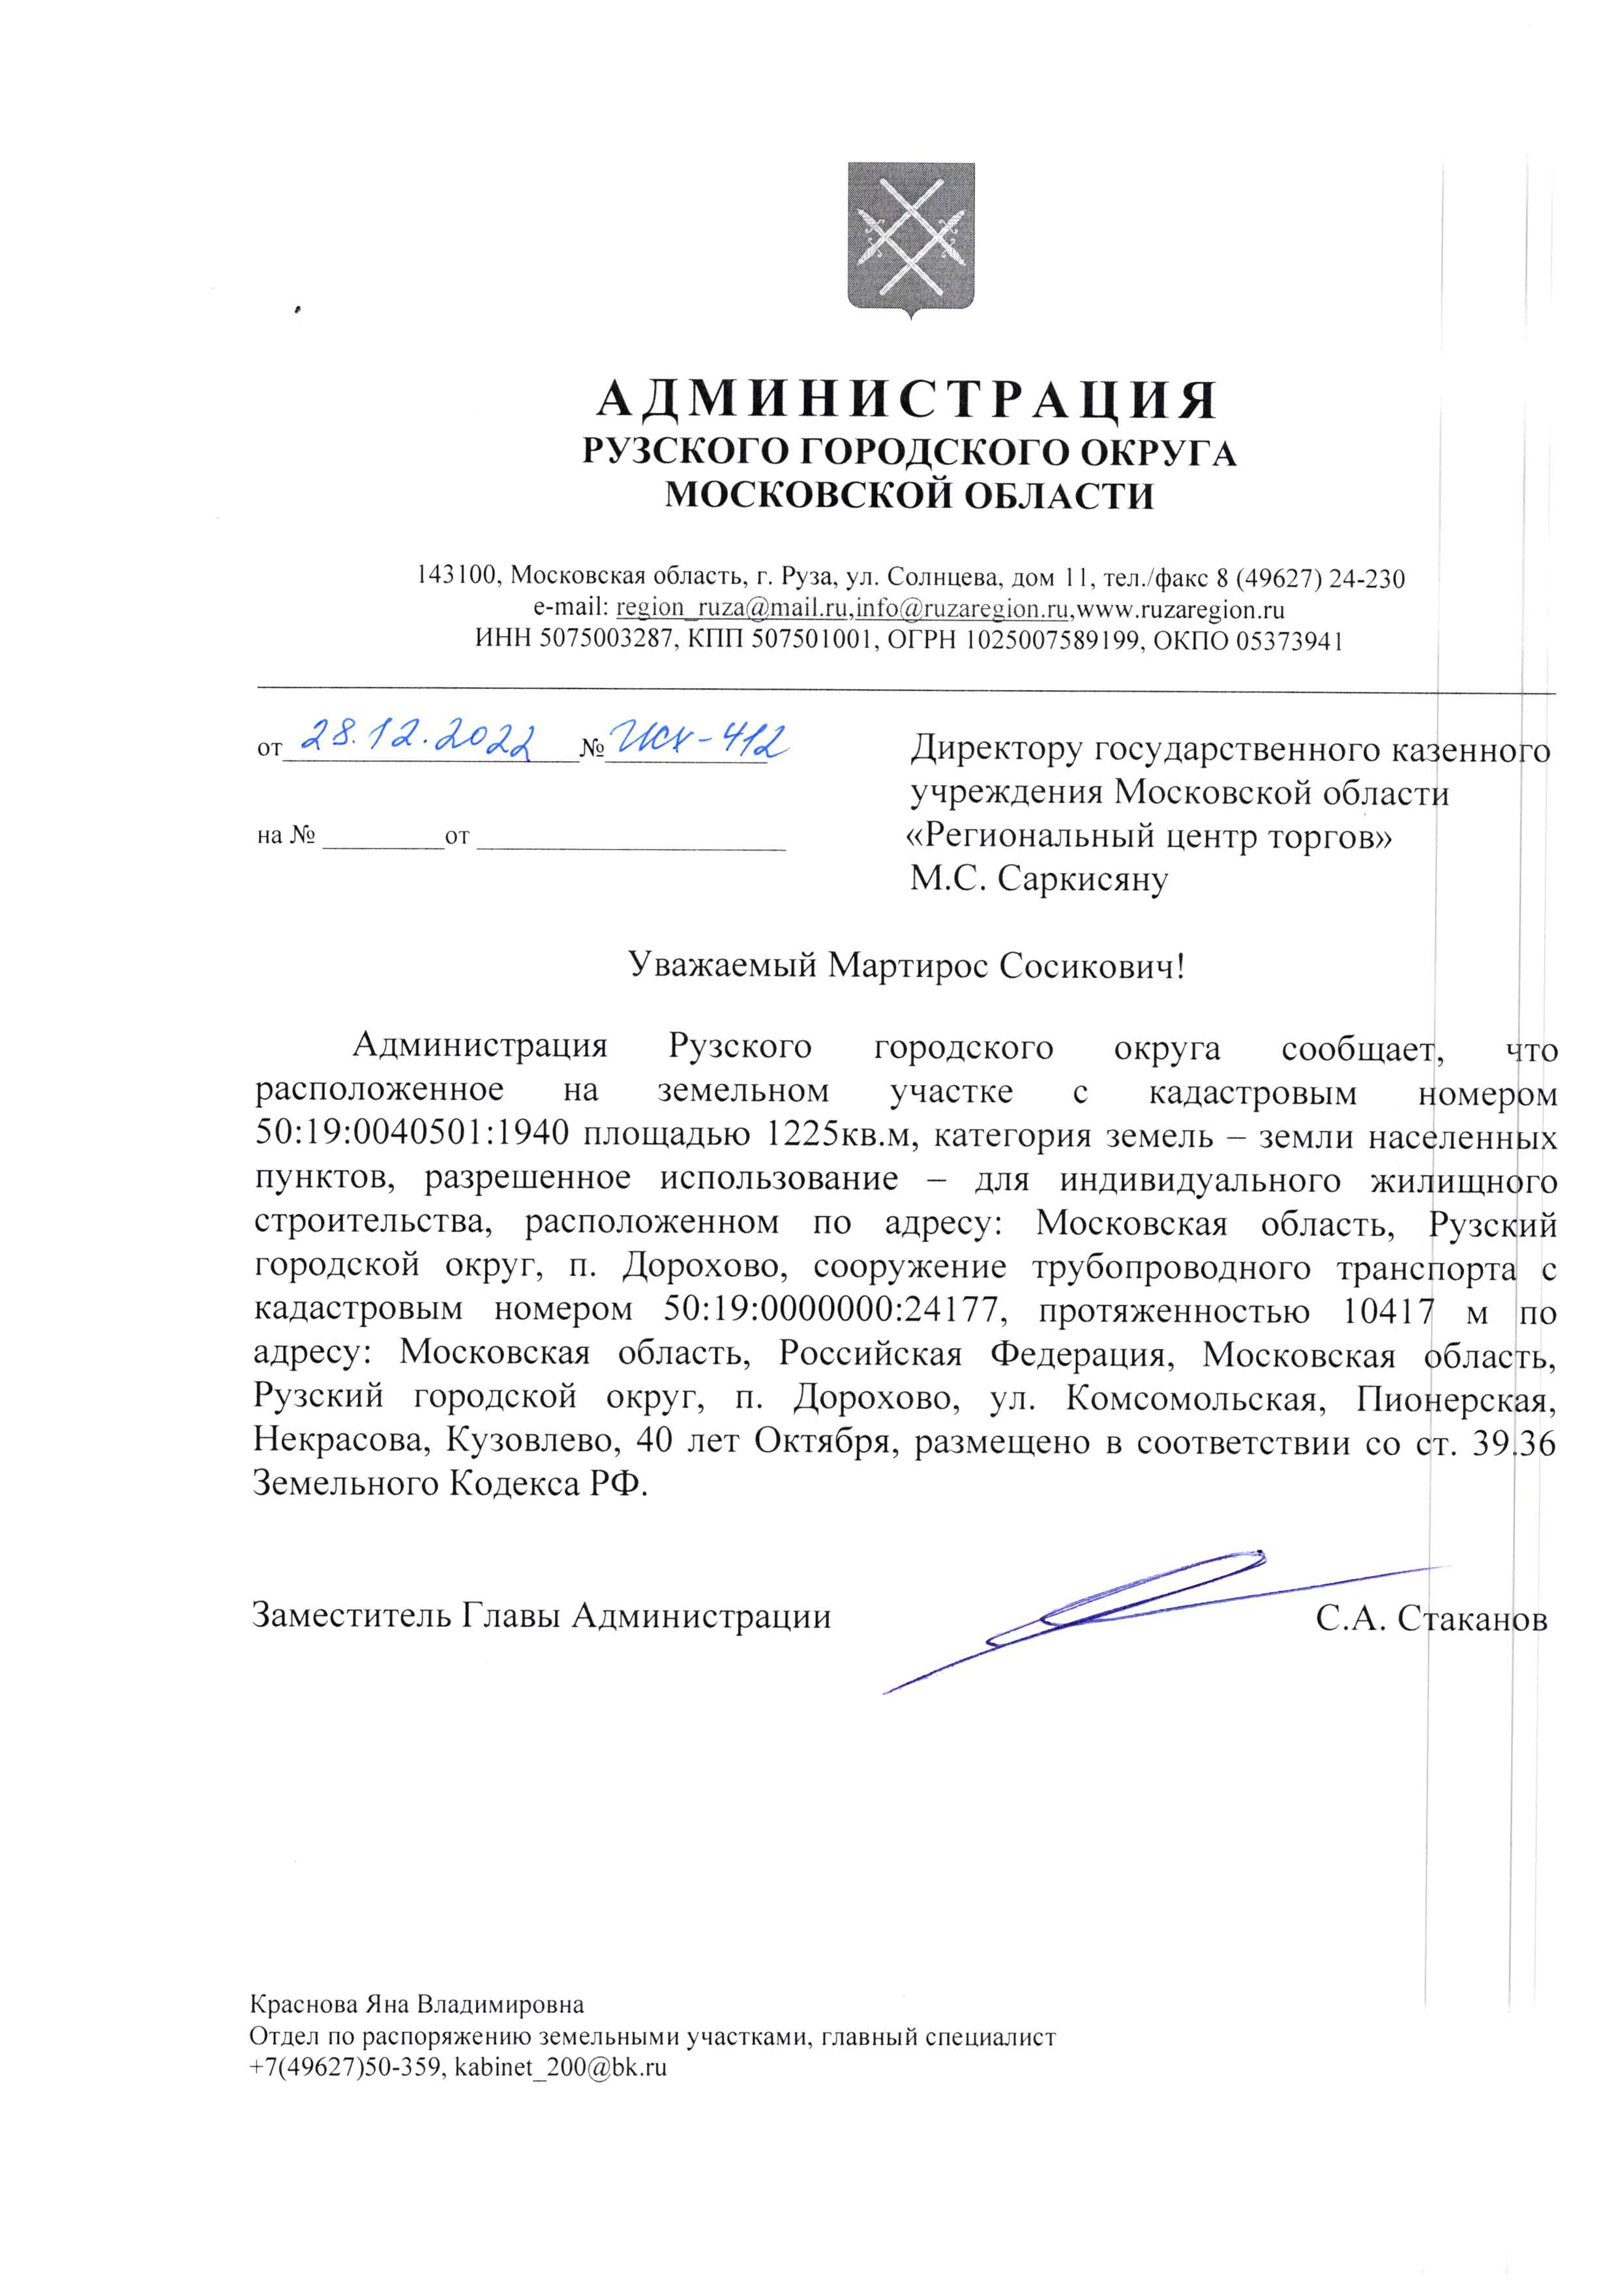 АДМИНИСТРАЦИЯ
РУЗСКОГО ГОРОДСКОГО ОКРУГА
МОСКОВСКОЙ ОБЛАСТИ
143100, Московская область, г. Руза, ул. Солнцева, дом 11, тел./факс 8 (49627) 24-230
e-mail: region_ruza@mail.ru,info@ruzaregion.ru,www.ruzaregion.ru
ИНН 5075003287, КПП 507501001, ОГРН 1025007589199, ОКПО 05373941
от 28.12.2022 № Исх-412
на № __________ от __________
Директору государственного казенного
учреждения Московской области
«Региональный центр торгов»
М.С. Саркисяну
Уважаемый Мартирос Сосикович!
Администрация Рузского городского округа сообщает, что
расположенное на земельном участке с кадастровым номером
50:19:0040501:1940 площадью 1225кв.м, категория земель – земли населенных
пунктов, разрешенное использование – для индивидуального жилищного
строительства, расположенном по адресу: Московская область, Рузский
городской округ, п. Дорохово, сооружение трубопроводного транспорта с
кадастровым номером 50:19:0000000:24177, протяженностью 10417 м по
адресу: Московская область, Российская Федерация, Московская область,
Рузский городской округ, п. Дорохово, ул. Комсомольская, Пионерская,
Некрасова, Кузовлево, 40 лет Октября, размещено в соответствии со ст. 39.36
Земельного Кодекса РФ.
Заместитель Главы Администрации С.А. Стаканов
Краснова Яна Владимировна
Отдел по распоряжению земельными участками, главный специалист
+7(49627)50-359, kabinet_200@bk.ru